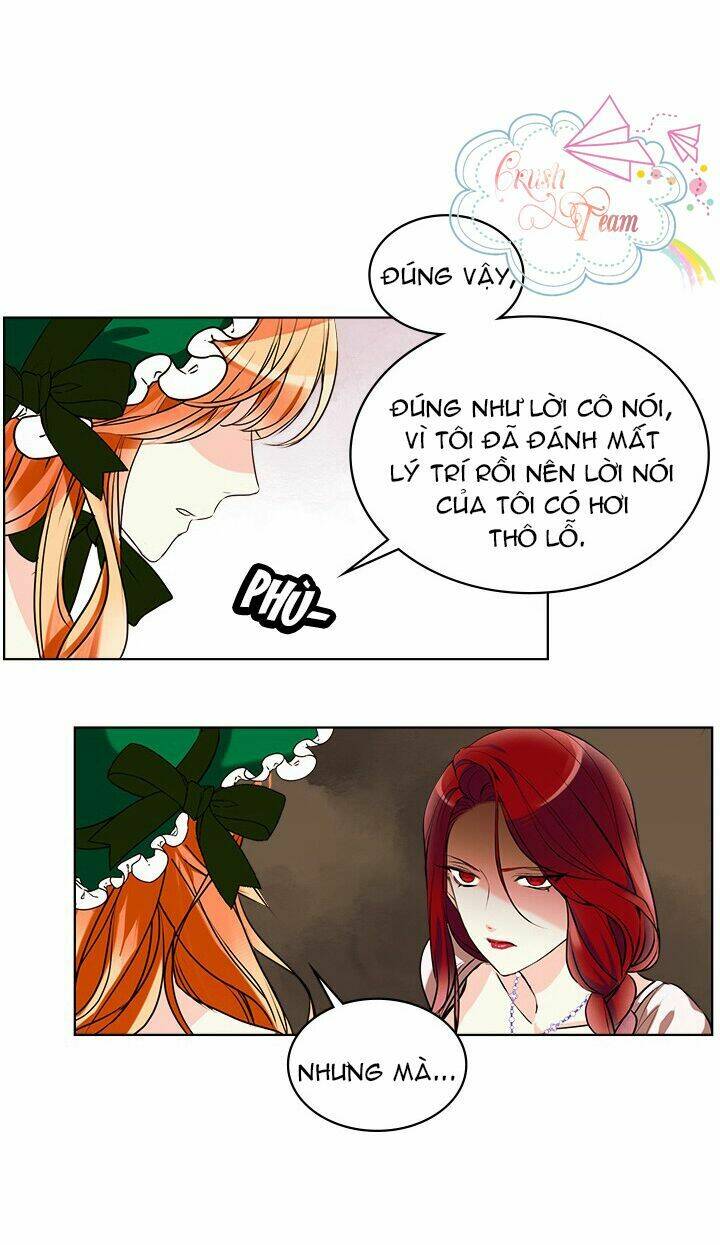 Crush
Team
ĐÚNG VẬY,
ĐÚNG NHƯ LỜI CÔ NÓI,
VÌ TÔI ĐÃ ĐÁNH MẤT
LÝ TRÍ RỒI NÊN LỜI NÓI
CỦA TÔI CÓ HƠI
THÔ LỖ.
PHÙ-
NHƯNG MÀ...